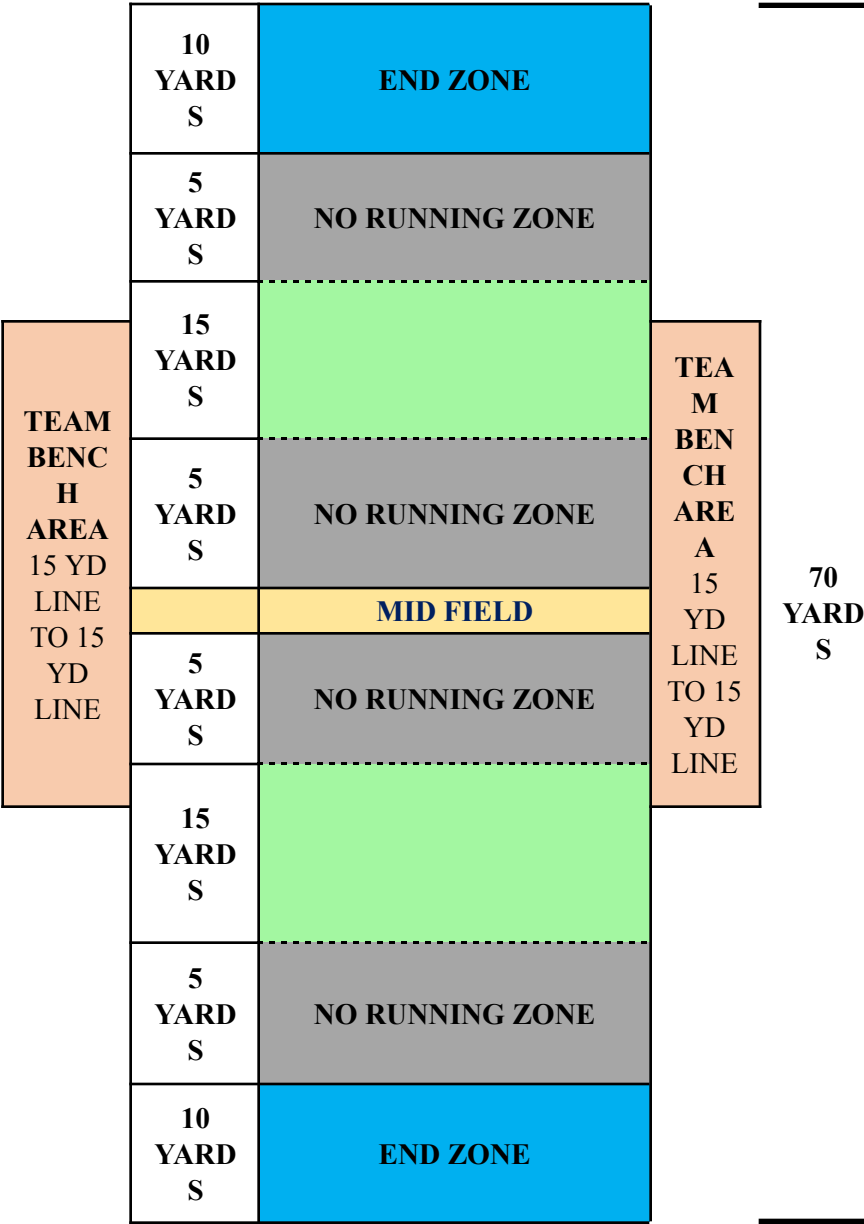 10
YARD
S
END ZONE
5
YARD
S
NO RUNNING ZONE
15
YARD
S
TEAM
BENC
H
AREA
15 YD
LINE
TO 15
YD
LINE
5
YARD
S
NO RUNNING ZONE
MID FIELD
5
YARD
S
NO RUNNING ZONE
TEA
M
BEN
CH
ARE
A
15
YD
LINE
TO 15
YD
LINE
70
YARD
S
15
YARD
S
5
YARD
S
NO RUNNING ZONE
10
YARD
S
END ZONE